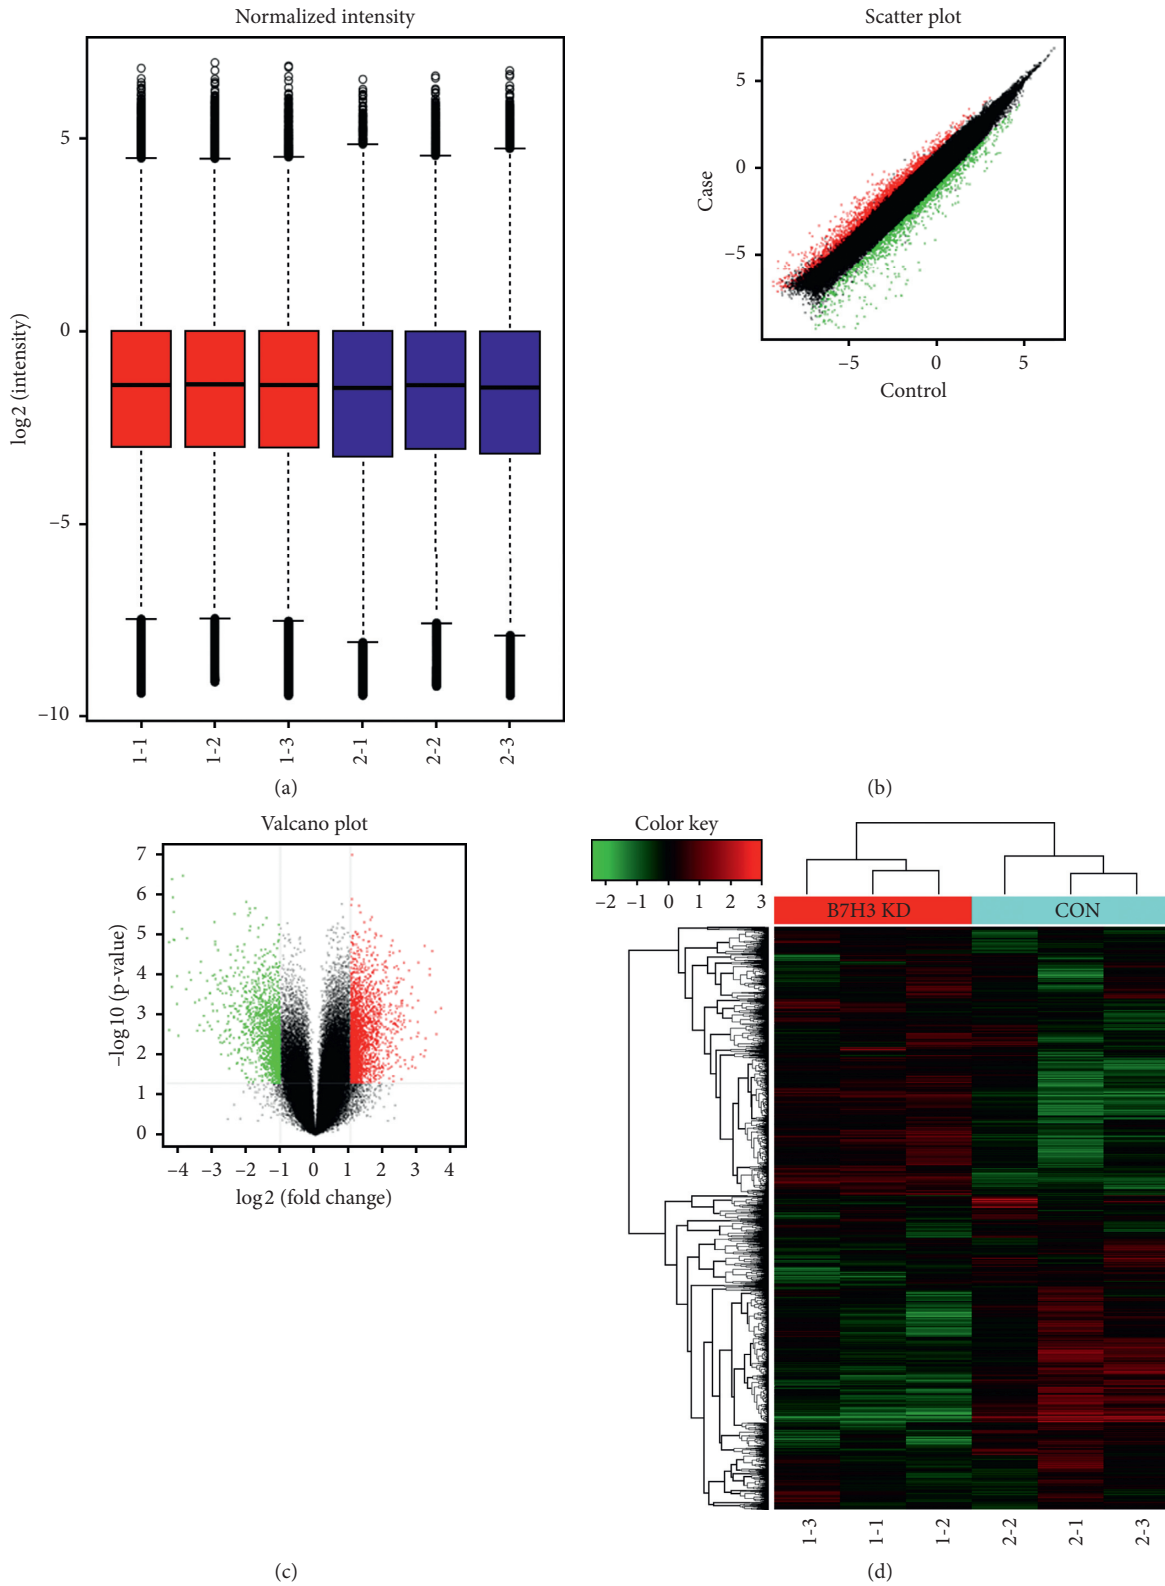 Normalized intensity
log2 (intensity)
5
0
−5
−10
1-1
1-2
1-3
2-1
2-2
2-3
(a)
Scatter plot
Case
5
0
−5
−5 0 5
Control
(b)
Valcano plot
−log10 (p-value)
7
6
5
4
3
2
1
0
−4 −3 −2 −1 0 1 2 3 4
log2 (fold change)
(c)
Color key
−2 −1 0 1 2 3
B7H3 KD CON
1-3
1-1
1-2
2-2
2-1
2-3
(d)